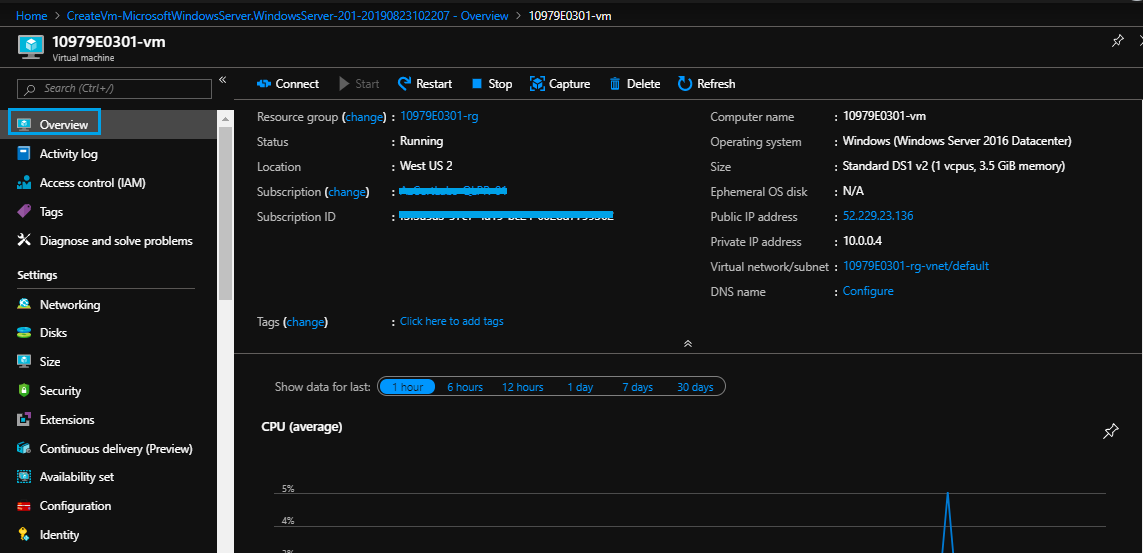 Home > CreateVm-MicrosoftWindowsServer.WindowsServer-201-20190823102207 - Overview > 10979E0301-vm
10979E0301-vm
Virtual machine
Search (Ctrl+/)
«
Overview
Activity log
Access control (IAM)
Tags
Diagnose and solve problems
Settings
Networking
Disks
Size
Security
Extensions
Continuous delivery (Preview)
Availability set
Configuration
Identity
Connect Start Restart Stop Capture Delete Refresh
Resource group (change) : 10979E0301-rg
Status : Running
Location : West US 2
Subscription (change) :
Subscription ID :
Computer name : 10979E0301-vm
Operating system : Windows (Windows Server 2016 Datacenter)
Size : Standard DS1 v2 (1 vcpus, 3.5 GiB memory)
Ephemeral OS disk : N/A
Public IP address : 52.229.23.136
Private IP address : 10.0.0.4
Virtual network/subnet : 10979E0301-rg-vnet/default
DNS name : Configure
Tags (change) : Click here to add tags
Show data for last: 1 hour 6 hours 12 hours 1 day 7 days 30 days
CPU (average)
5%
4%